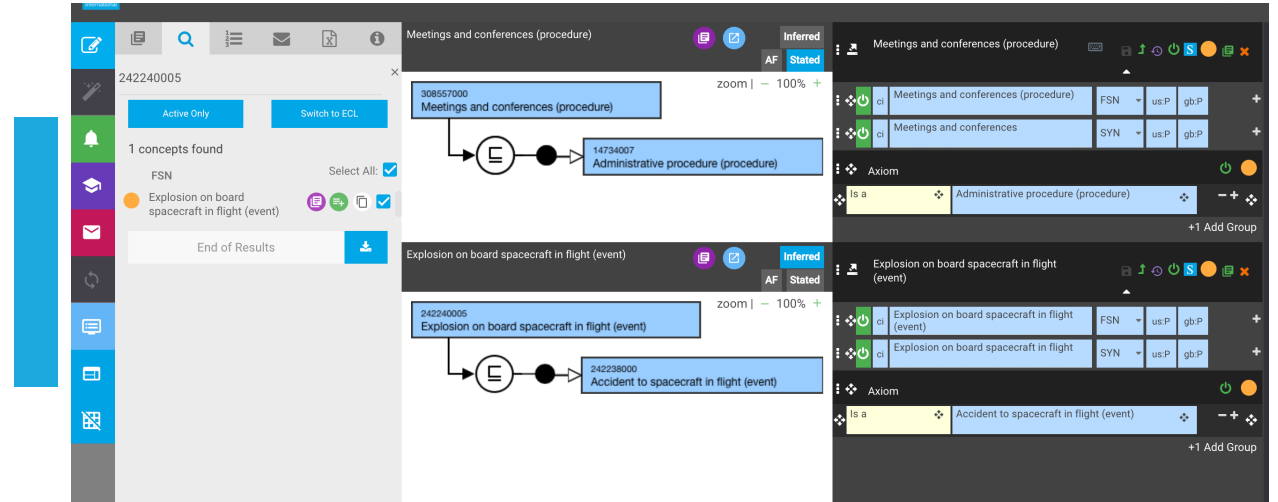 International
242240005
×
Active Only
Switch to ECL
1 concepts found
FSN
Select All:
Explosion on board
spacecraft in flight (event)
End of Results
Meetings and conferences (procedure)
Inferred
AF
Stated
zoom | − 100% +
308557000
Meetings and conferences (procedure)
⊑
14734007
Administrative procedure (procedure)
Explosion on board spacecraft in flight (event)
Inferred
AF
Stated
zoom | − 100% +
242240005
Explosion on board spacecraft in flight (event)
⊑
242238000
Accident to spacecraft in flight (event)
Meetings and conferences (procedure)
S
ci
Meetings and conferences (procedure)
FSN
us:P
gb:P
+
ci
Meetings and conferences
SYN
us:P
gb:P
+
Axiom
Is a
Administrative procedure (procedure)
−+
+1 Add Group
Explosion on board spacecraft in flight
(event)
S
ci
Explosion on board spacecraft in flight
(event)
FSN
us:P
gb:P
+
ci
Explosion on board spacecraft in flight
SYN
us:P
gb:P
+
Axiom
Is a
Accident to spacecraft in flight (event)
−+
+1 Add Group